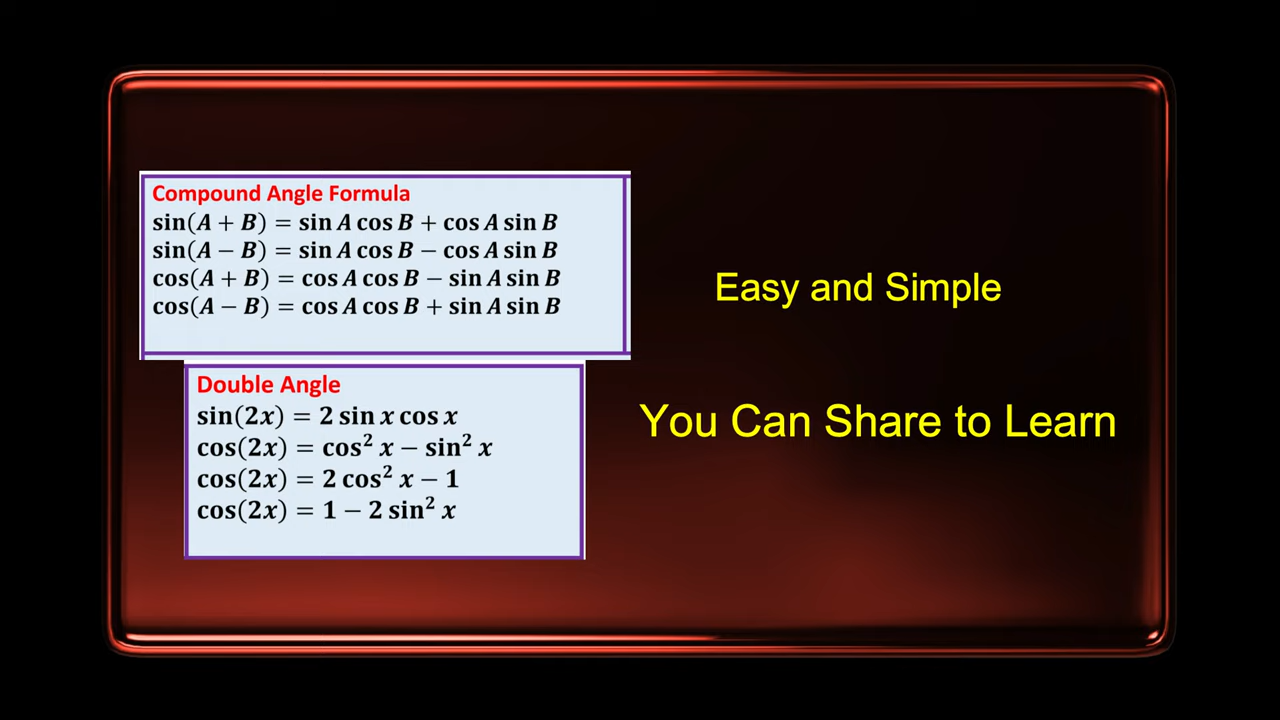 Compound Angle Formula
sin(A + B) = sin A cos B + cos A sin B
sin(A − B) = sin A cos B − cos A sin B
cos(A + B) = cos A cos B − sin A sin B
cos(A − B) = cos A cos B + sin A sin B
Double Angle
sin(2x) = 2 sin x cos x
cos(2x) = cos² x − sin² x
cos(2x) = 2 cos² x − 1
cos(2x) = 1 − 2 sin² x
Easy and Simple
You Can Share to Learn